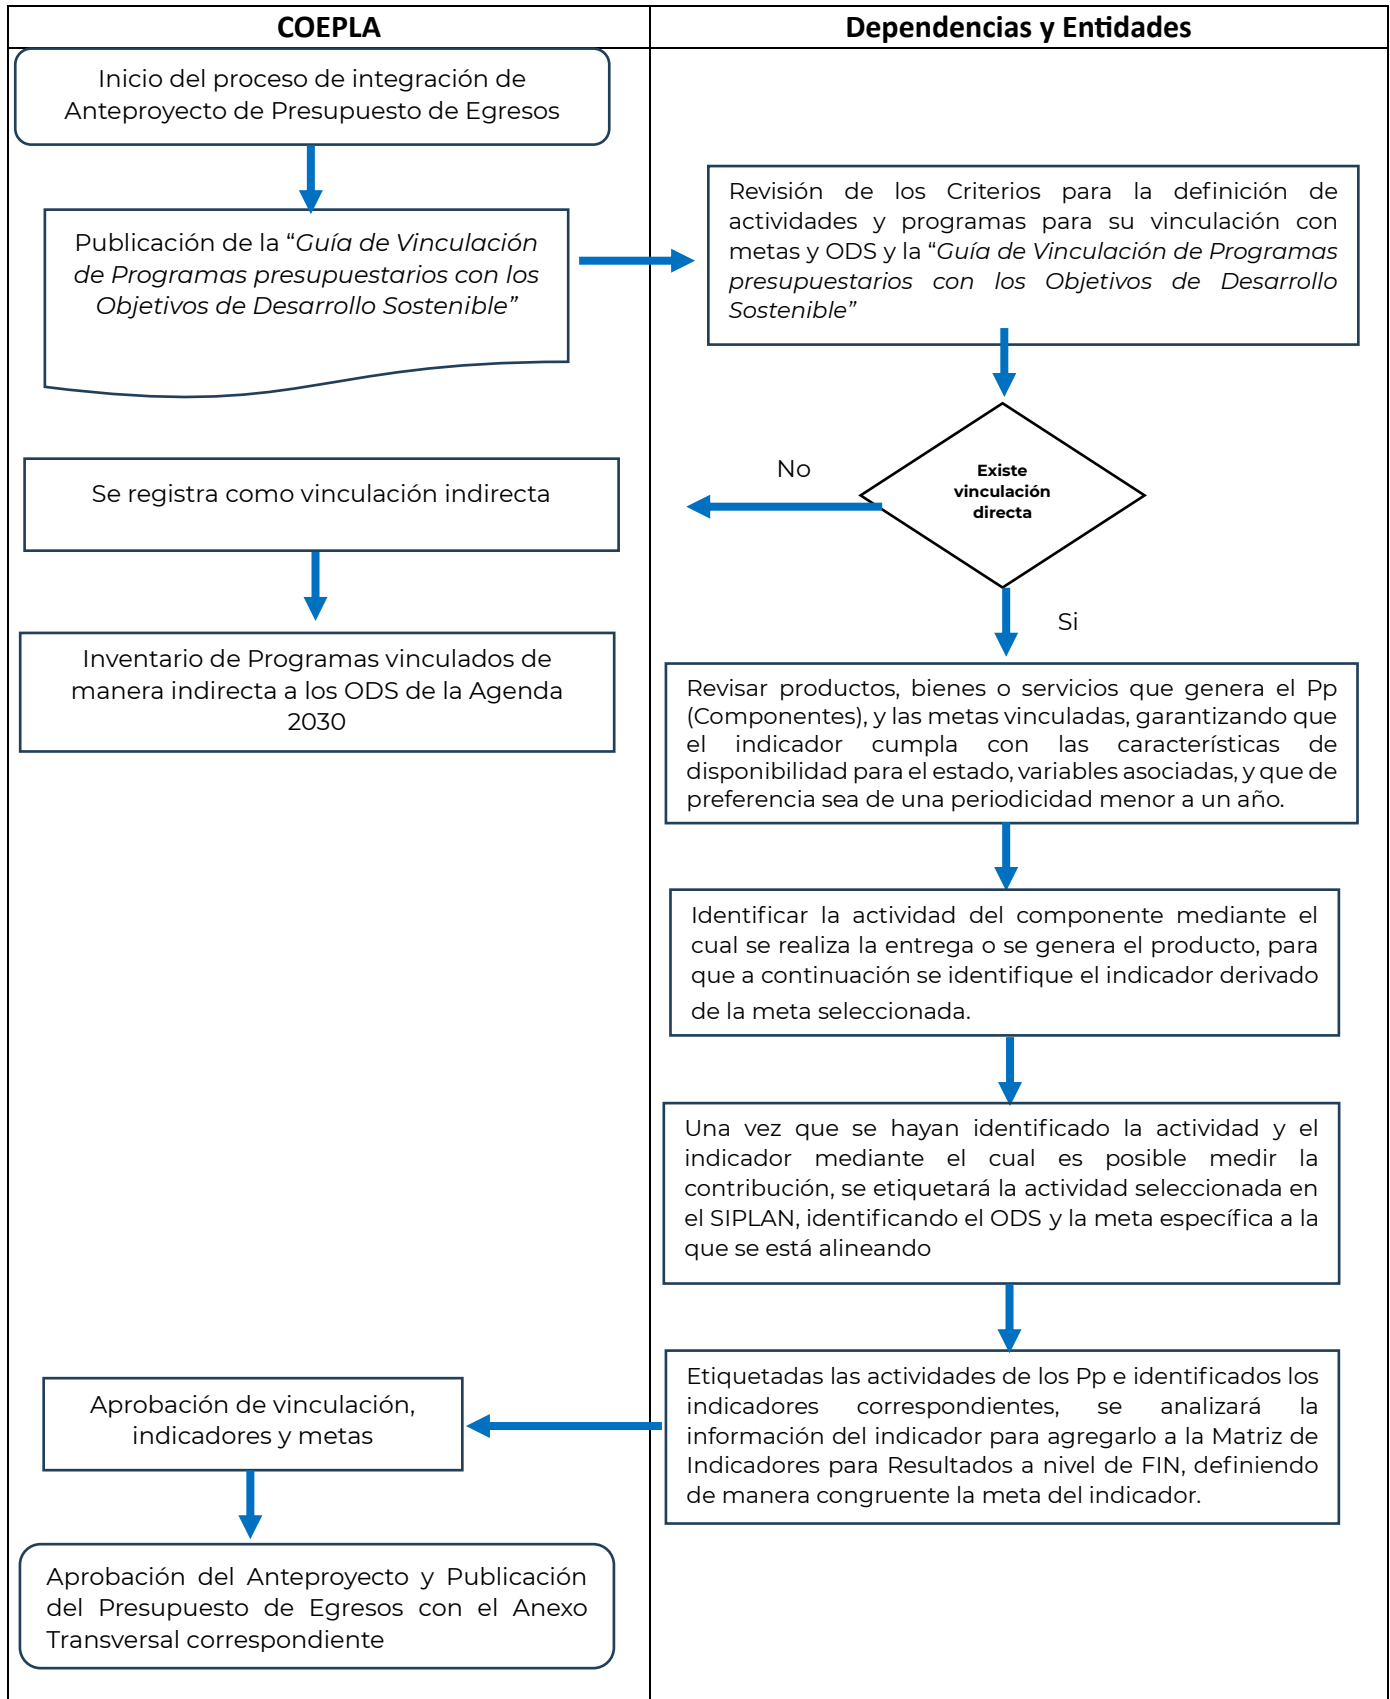 COEPLA
Dependencias y Entidades
Inicio del proceso de integración de
Anteproyecto de Presupuesto de Egresos
Publicación de la “Guía de Vinculación
de Programas presupuestarios con los
Objetivos de Desarrollo Sostenible”
Revisión de los Criterios para la definición de
actividades y programas para su vinculación con
metas y ODS y la “Guía de Vinculación de Programas
presupuestarios con los Objetivos de Desarrollo
Sostenible”
Existe
vinculación
directa
No
Se registra como vinculación indirecta
Inventario de Programas vinculados de
manera indirecta a los ODS de la Agenda
2030
Si
Revisar productos, bienes o servicios que genera el Pp
(Componentes), y las metas vinculadas, garantizando que
el indicador cumpla con las características de
disponibilidad para el estado, variables asociadas, y que de
preferencia sea de una periodicidad menor a un año.
Identificar la actividad del componente mediante el
cual se realiza la entrega o se genera el producto, para
que a continuación se identifique el indicador derivado
de la meta seleccionada.
Una vez que se hayan identificado la actividad y el
indicador mediante el cual es posible medir la
contribución, se etiquetará la actividad seleccionada en
el SIPLAN, identificando el ODS y la meta específica a la
que se está alineando
Etiquetadas las actividades de los Pp e identificados los
indicadores correspondientes, se analizará la
información del indicador para agregarlo a la Matriz de
Indicadores para Resultados a nivel de FIN, definiendo
de manera congruente la meta del indicador.
Aprobación de vinculación,
indicadores y metas
Aprobación del Anteproyecto y Publicación
del Presupuesto de Egresos con el Anexo
Transversal correspondiente